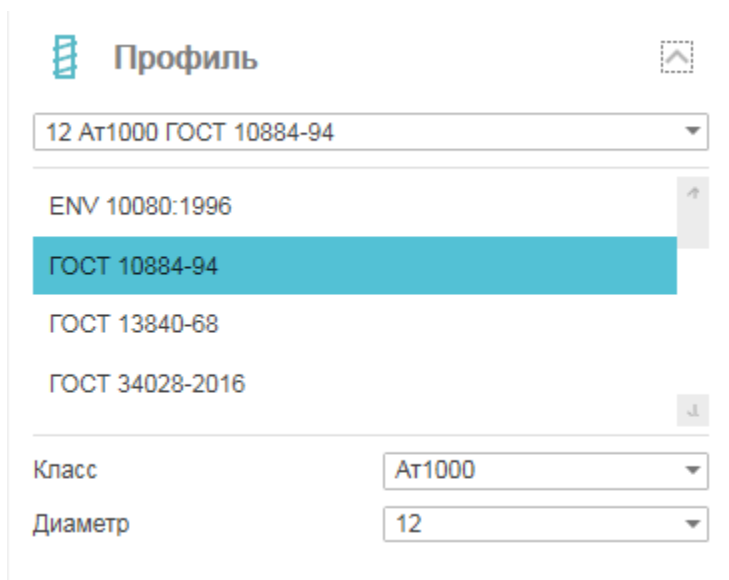 Профиль
12 Ат1000 ГОСТ 10884-94
ENV 10080:1996
ГОСТ 10884-94
ГОСТ 13840-68
ГОСТ 34028-2016
Класс Ат1000
Диаметр 12